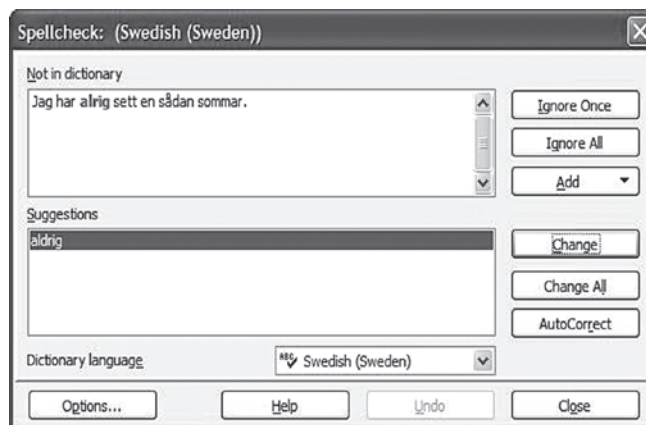 Spellcheck: (Swedish (Sweden))
Not in dictionary
Jag har alrig sett en sådan sommar.
Ignore Once
Ignore All
Add
Suggestions
aldrig
Change
Change All
AutoCorrect
Dictionary language
ABC Swedish (Sweden)
Options...
Help
Undo
Close